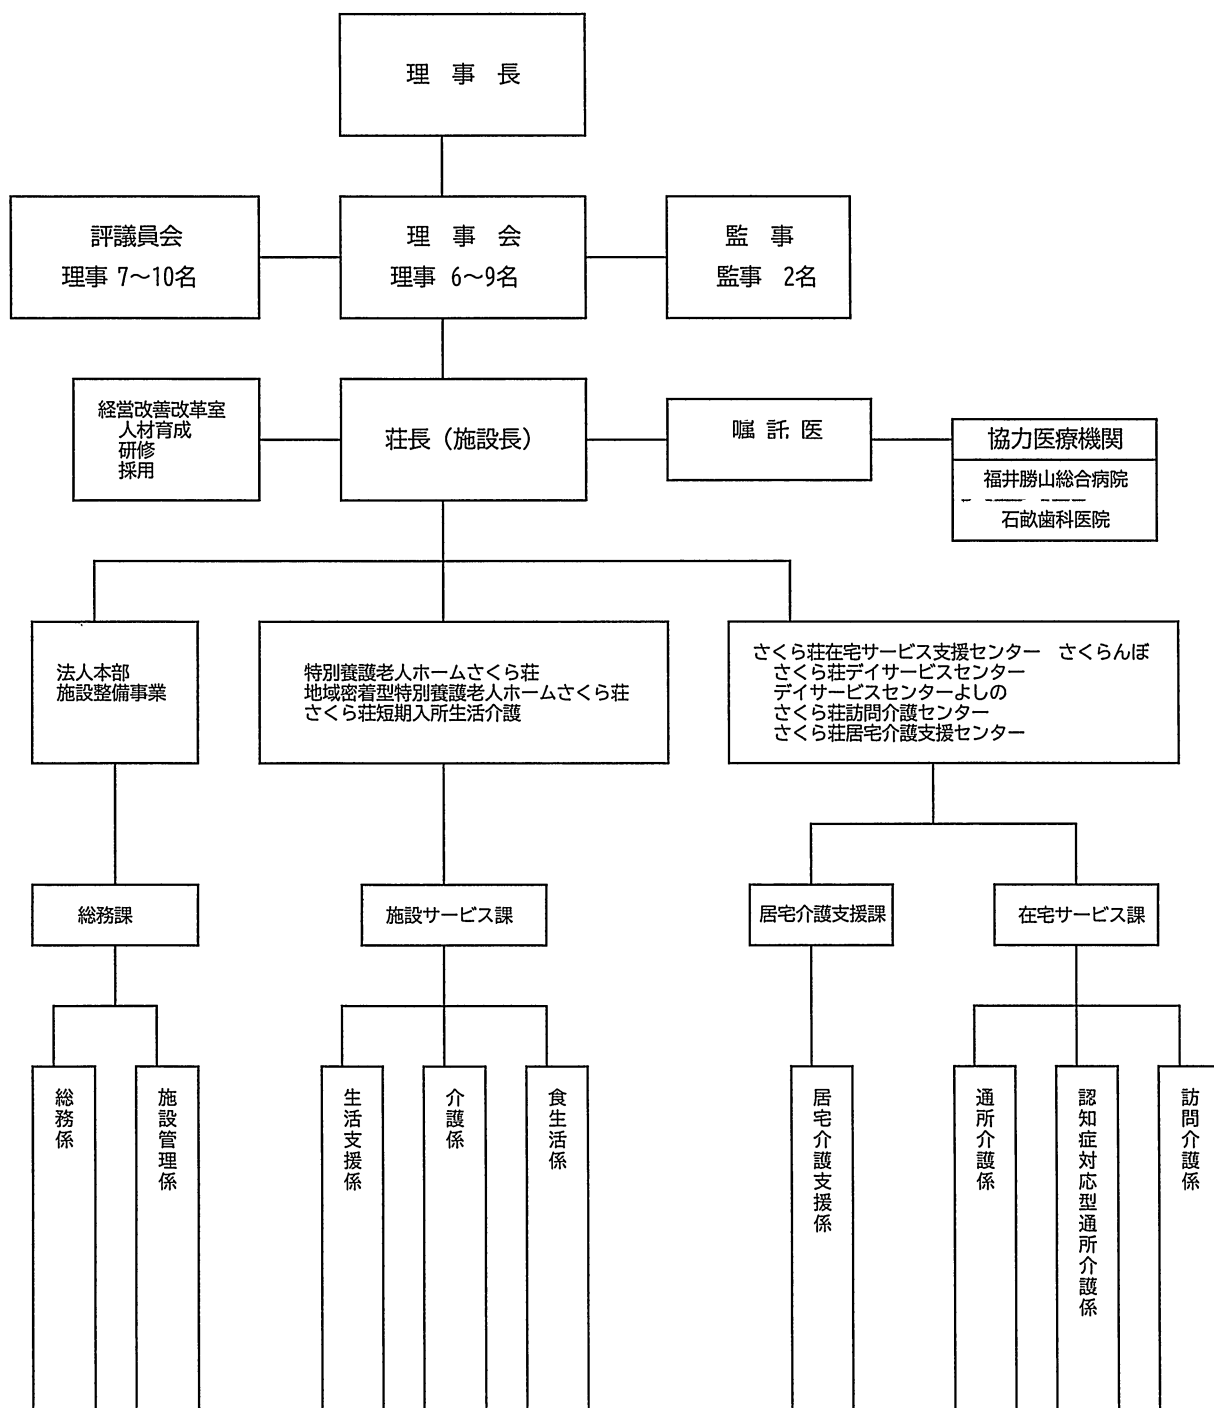 理 事 長
評議員会
理事 7～10名
理 事 会
理事 6～9名
監 事
監事 2名
経営改善改革室
人材育成
研修
採用
荘長（施設長）
嘱 託 医
協力医療機関
福井勝山総合病院
石畝歯科医院
法人本部
施設整備事業
特別養護老人ホームさくら荘
地域密着型特別養護老人ホームさくら荘
さくら荘短期入所生活介護
さくら荘在宅サービス支援センター さくらんぼ
さくら荘デイサービスセンター
デイサービスセンターよしの
さくら荘訪問介護センター
さくら荘居宅介護支援センター
総務課
施設サービス課
居宅介護支援課
在宅サービス課
総務係
施設管理係
生活支援係
介護係
食生活係
居宅介護支援係
通所介護係
認知症対応型通所介護係
訪問介護係